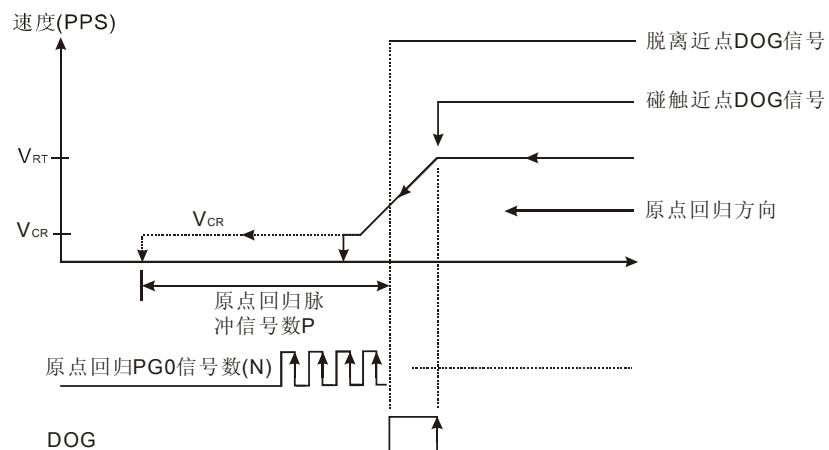 速度(PPS)
脱离近点DOG信号
碰触近点DOG信号
VRT
原点回归方向
VCR
VCR
原点回归脉
冲信号数P
原点回归PG0信号数(N)
DOG